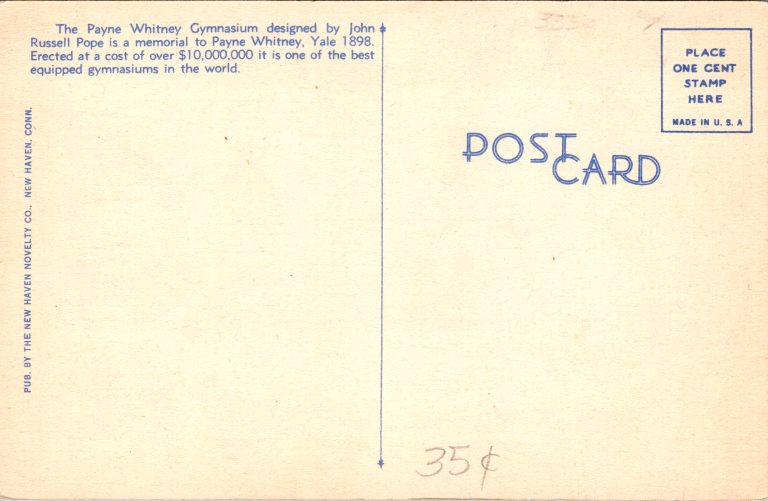 The Payne Whitney Gymnasium designed by John
Russell Pope is a memorial to Payne Whitney, Yale 1898.
Erected at a cost of over $10,000,000 it is one of the best
equipped gymnasiums in the world.
PUB. BY THE NEW HAVEN NOVELTY CO., NEW HAVEN, CONN.
POST
CARD
PLACE
ONE CENT
STAMP
HERE
MADE IN U. S. A
35¢